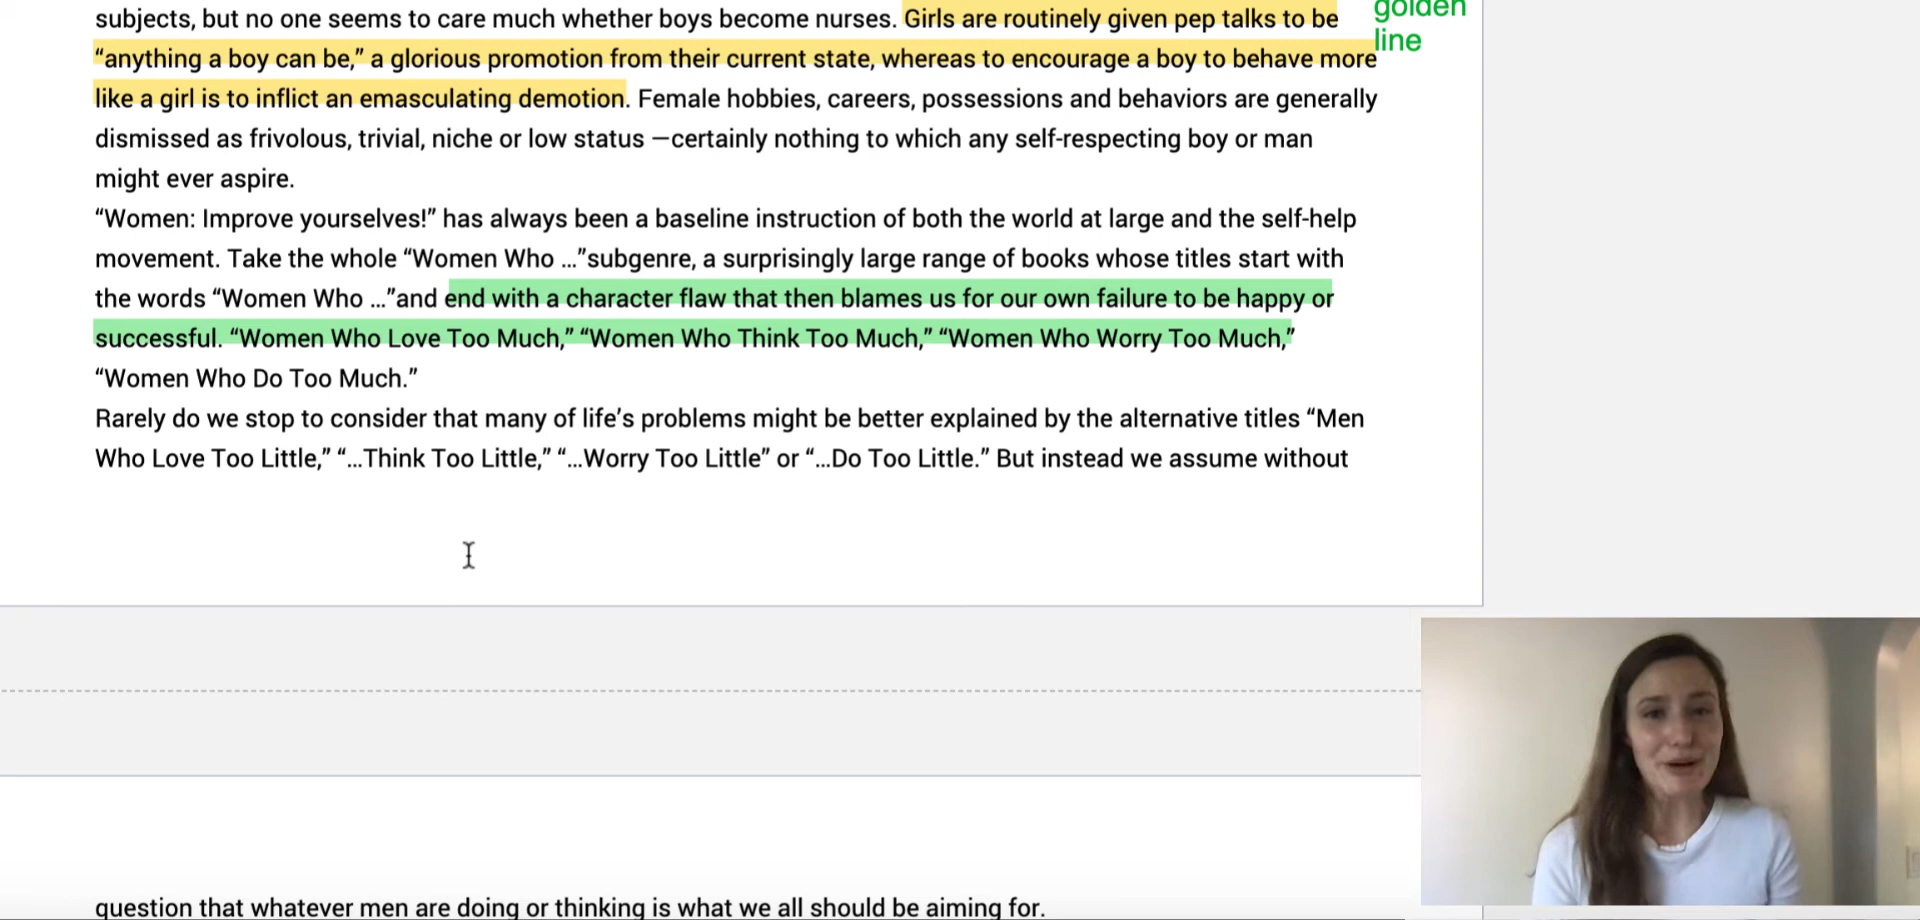 subjects, but no one seems to care much whether boys become nurses. Girls are routinely given pep talks to be
golden
“anything a boy can be,” a glorious promotion from their current state, whereas to encourage a boy to behave more
line
like a girl is to inflict an emasculating demotion. Female hobbies, careers, possessions and behaviors are generally
dismissed as frivolous, trivial, niche or low status —certainly nothing to which any self-respecting boy or man
might ever aspire.
“Women: Improve yourselves!” has always been a baseline instruction of both the world at large and the self-help
movement. Take the whole “Women Who ...”subgenre, a surprisingly large range of books whose titles start with
the words “Women Who ...”and end with a character flaw that then blames us for our own failure to be happy or
successful. “Women Who Love Too Much,” “Women Who Think Too Much,” “Women Who Worry Too Much,”
“Women Who Do Too Much.”
Rarely do we stop to consider that many of life’s problems might be better explained by the alternative titles “Men
Who Love Too Little,” “...Think Too Little,” “...Worry Too Little” or “...Do Too Little.” But instead we assume without
question that whatever men are doing or thinking is what we all should be aiming for.